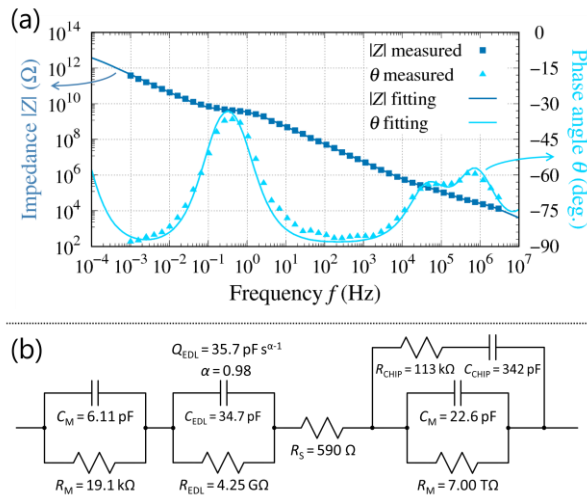 (a)
Impedance |Z| (Ω)
10^14
10^12
10^10
10^8
10^6
10^4
10^2
|Z| measured
θ measured
|Z| fitting
θ fitting
0
−15
−30
−45
−60
−75
−90
Phase angle θ (deg.)
10^−4 10^−3 10^−2 10^−1 10^0 10^1 10^2 10^3 10^4 10^5 10^6 10^7
Frequency f (Hz)
(b)
Q_EDL = 35.7 pF s^α-1
α = 0.98
R_CHIP = 113 kΩ C_CHIP = 342 pF
C_M = 6.11 pF C_EDL = 34.7 pF C_M = 22.6 pF
R_S = 590 Ω
R_M = 19.1 kΩ R_EDL = 4.25 GΩ R_M = 7.00 TΩ